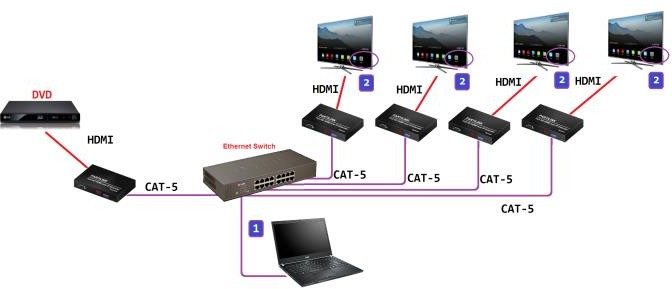 2
2
2
2
HDMI
HDMI
HDMI
HDMI
DVD
HDMI
Ethernet Switch
CAT-5
CAT-5
CAT-5
CAT-5
CAT-5
1